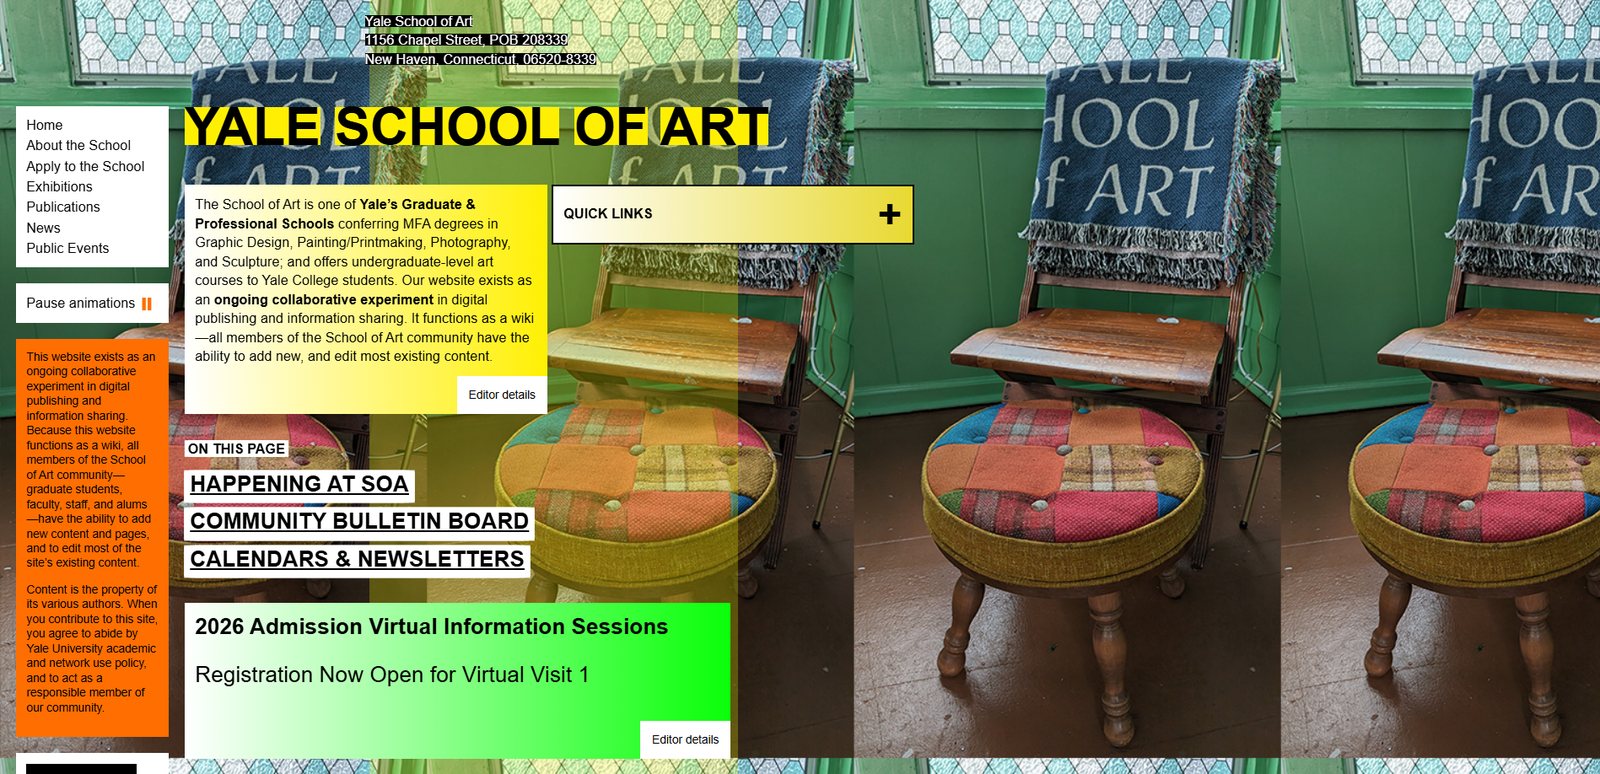 Yale School of Art
1156 Chapel Street, POB 208339
New Haven, Connecticut, 06520-8339
YALE SCHOOL OF ART
Home
About the School
Apply to the School
Exhibitions
Publications
News
Public Events
Pause animations
This website exists as an
ongoing collaborative
experiment in digital
publishing and
information sharing.
Because this website
functions as a wiki, all
members of the School
of Art community—
graduate students,
faculty, staff, and alums
—have the ability to add
new content and pages,
and to edit most of the
site’s existing content.
Content is the property of
its various authors. When
you contribute to this site,
you agree to abide by
Yale University academic
and network use policy,
and to act as a
responsible member of
our community.
The School of Art is one of Yale’s Graduate &
Professional Schools conferring MFA degrees in
Graphic Design, Painting/Printmaking, Photography,
and Sculpture; and offers undergraduate-level art
courses to Yale College students. Our website exists as
an ongoing collaborative experiment in digital
publishing and information sharing. It functions as a wiki
—all members of the School of Art community have the
ability to add new, and edit most existing content.
Editor details
QUICK LINKS
ON THIS PAGE
HAPPENING AT SOA
COMMUNITY BULLETIN BOARD
CALENDARS & NEWSLETTERS
2026 Admission Virtual Information Sessions
Registration Now Open for Virtual Visit 1
Editor details
YALE
HOOL
of ART